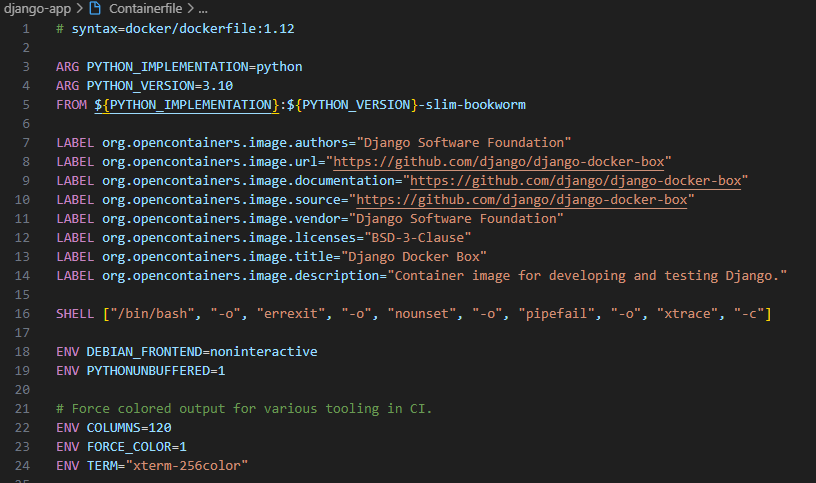 django-app > Containerfile > ...
1 # syntax=docker/dockerfile:1.12
2
3 ARG PYTHON_IMPLEMENTATION=python
4 ARG PYTHON_VERSION=3.10
5 FROM ${PYTHON_IMPLEMENTATION}:${PYTHON_VERSION}-slim-bookworm
6
7 LABEL org.opencontainers.image.authors="Django Software Foundation"
8 LABEL org.opencontainers.image.url="https://github.com/django/django-docker-box"
9 LABEL org.opencontainers.image.documentation="https://github.com/django/django-docker-box"
10 LABEL org.opencontainers.image.source="https://github.com/django/django-docker-box"
11 LABEL org.opencontainers.image.vendor="Django Software Foundation"
12 LABEL org.opencontainers.image.licenses="BSD-3-Clause"
13 LABEL org.opencontainers.image.title="Django Docker Box"
14 LABEL org.opencontainers.image.description="Container image for developing and testing Django."
15
16 SHELL ["/bin/bash", "-o", "errexit", "-o", "nounset", "-o", "pipefail", "-o", "xtrace", "-c"]
17
18 ENV DEBIAN_FRONTEND=noninteractive
19 ENV PYTHONUNBUFFERED=1
20
21 # Force colored output for various tooling in CI.
22 ENV COLUMNS=120
23 ENV FORCE_COLOR=1
24 ENV TERM="xterm-256color"